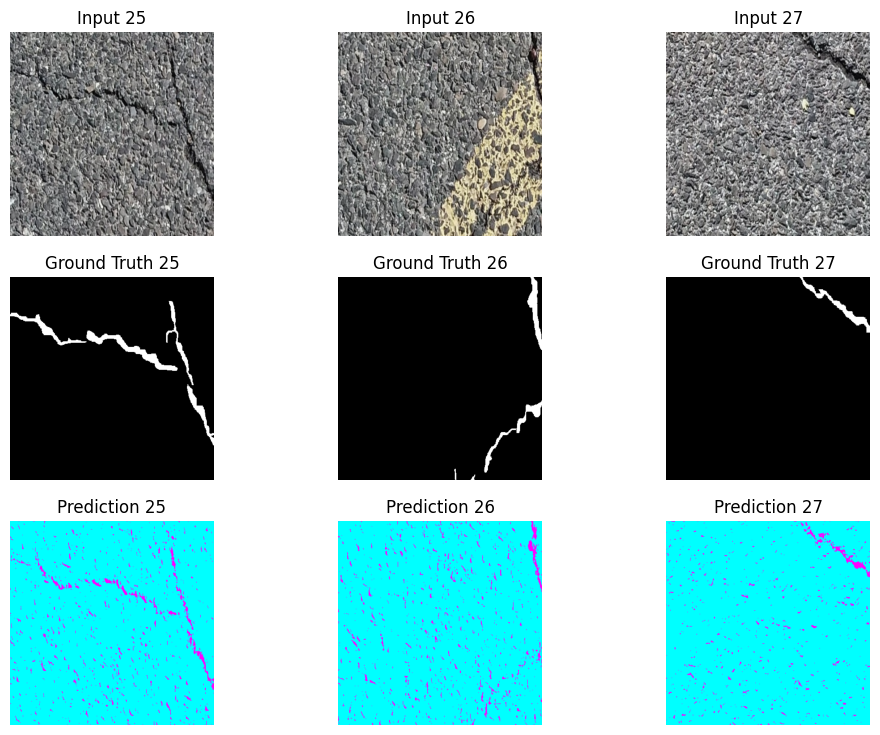 Input 25
Input 26
Input 27
Ground Truth 25
Ground Truth 26
Ground Truth 27
Prediction 25
Prediction 26
Prediction 27